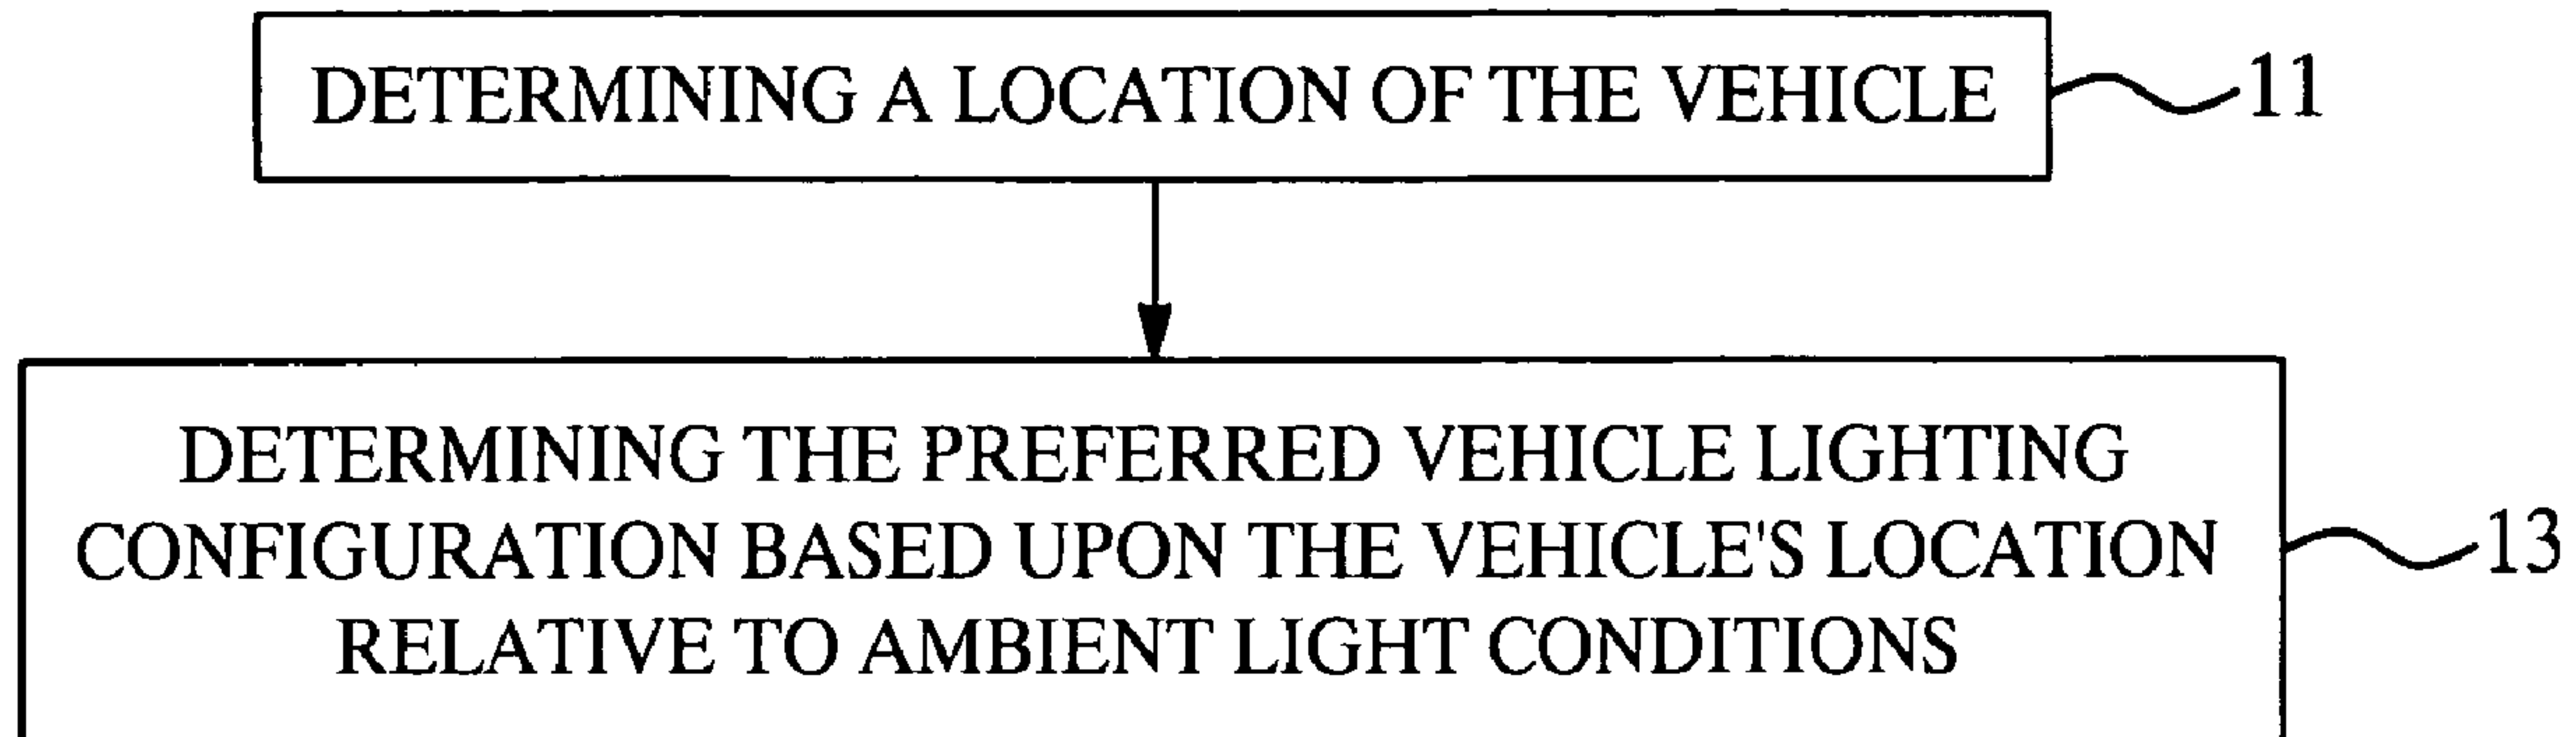 DETERMINING A LOCATION OF THE VEHICLE
11
DETERMINING THE PREFERRED VEHICLE LIGHTING
CONFIGURATION BASED UPON THE VEHICLE'S LOCATION
RELATIVE TO AMBIENT LIGHT CONDITIONS
13